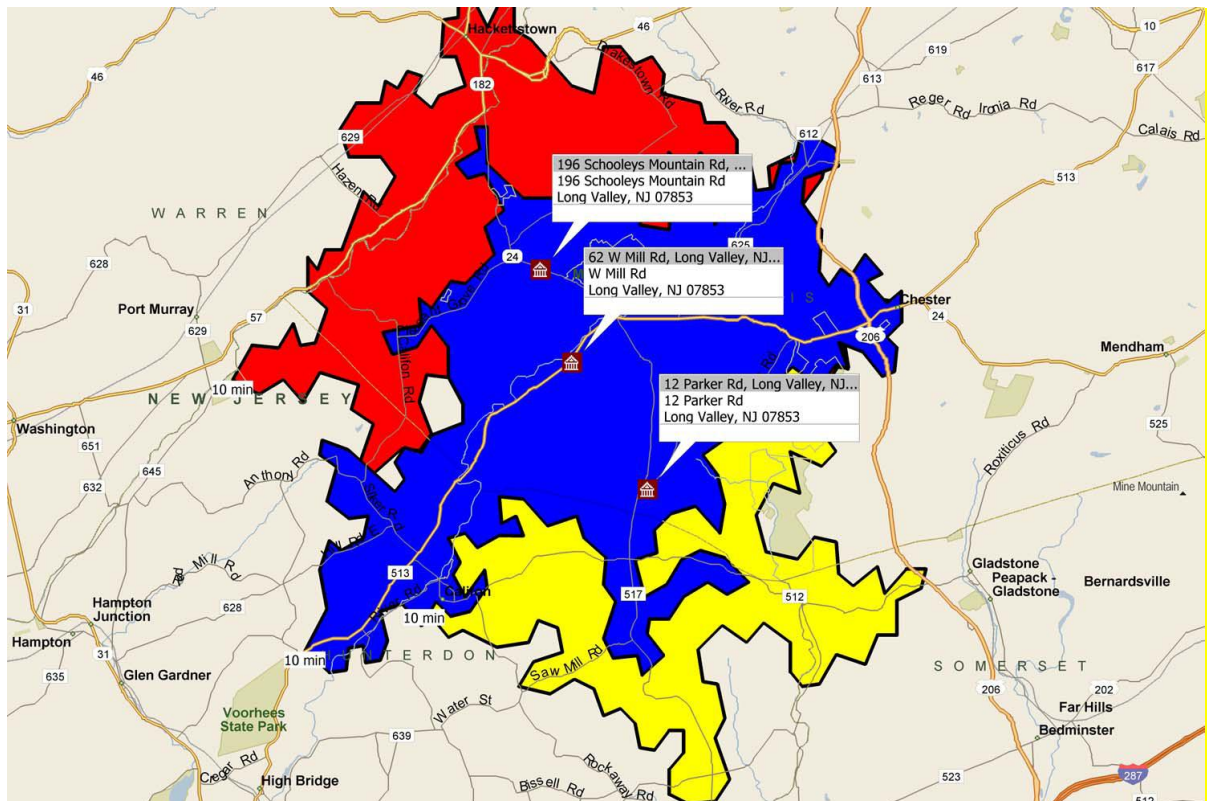 Hackettstown
46
10
619
617
46
182
613
Drakestown Rd
River Rd
Reger Rd
Ironia Rd
Calais Rd
629
612
513
Hazen Rd
196 Schooleys Mountain Rd, ...
196 Schooleys Mountain Rd
Long Valley, NJ 07853
WARREN
625
628
24
62 W Mill Rd, Long Valley, NJ...
W Mill Rd
Long Valley, NJ 07853
31
Port Murray
629
57
Chester
24
206
Mendham
Califon Rd
Rd
10 min
12 Parker Rd, Long Valley, NJ...
12 Parker Rd
Long Valley, NJ 07853
NEW JERSEY
Washington
651
645
632
Anthony Rd
Roxiticus Rd
525
Mine Mountain
513
Mill Rd
628
Hampton
Junction
Hampton
31
Califon
10 min
517
512
Gladstone
Peapack -
Gladstone
Bernardsville
10 min
HUNTERDON
635
Glen Gardner
Saw Mill Rd
SOMERSET
206
202
Far Hills
Bedminster
Voorhees
State Park
Water St
639
Cregar Rd
High Bridge
Bissell Rd
Rockaway Rd
523
287
512